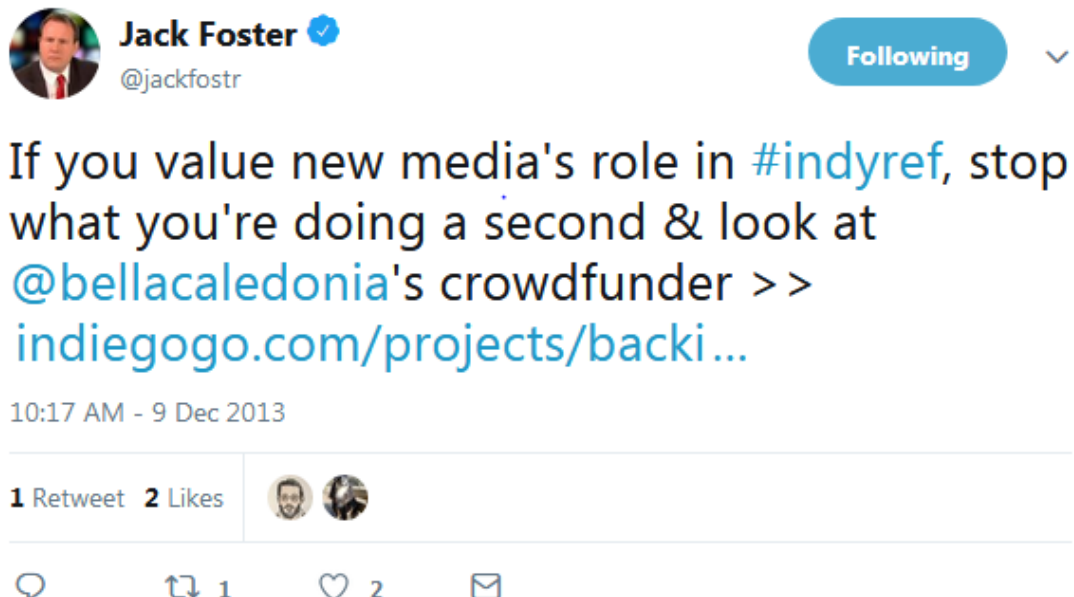 Jack Foster
@jackfostr
Following
If you value new media's role in #indyref, stop
what you're doing a second & look at
@bellacaledonia's crowdfunder >>
indiegogo.com/projects/backi...
10:17 AM - 9 Dec 2013
1 Retweet 2 Likes
1 2